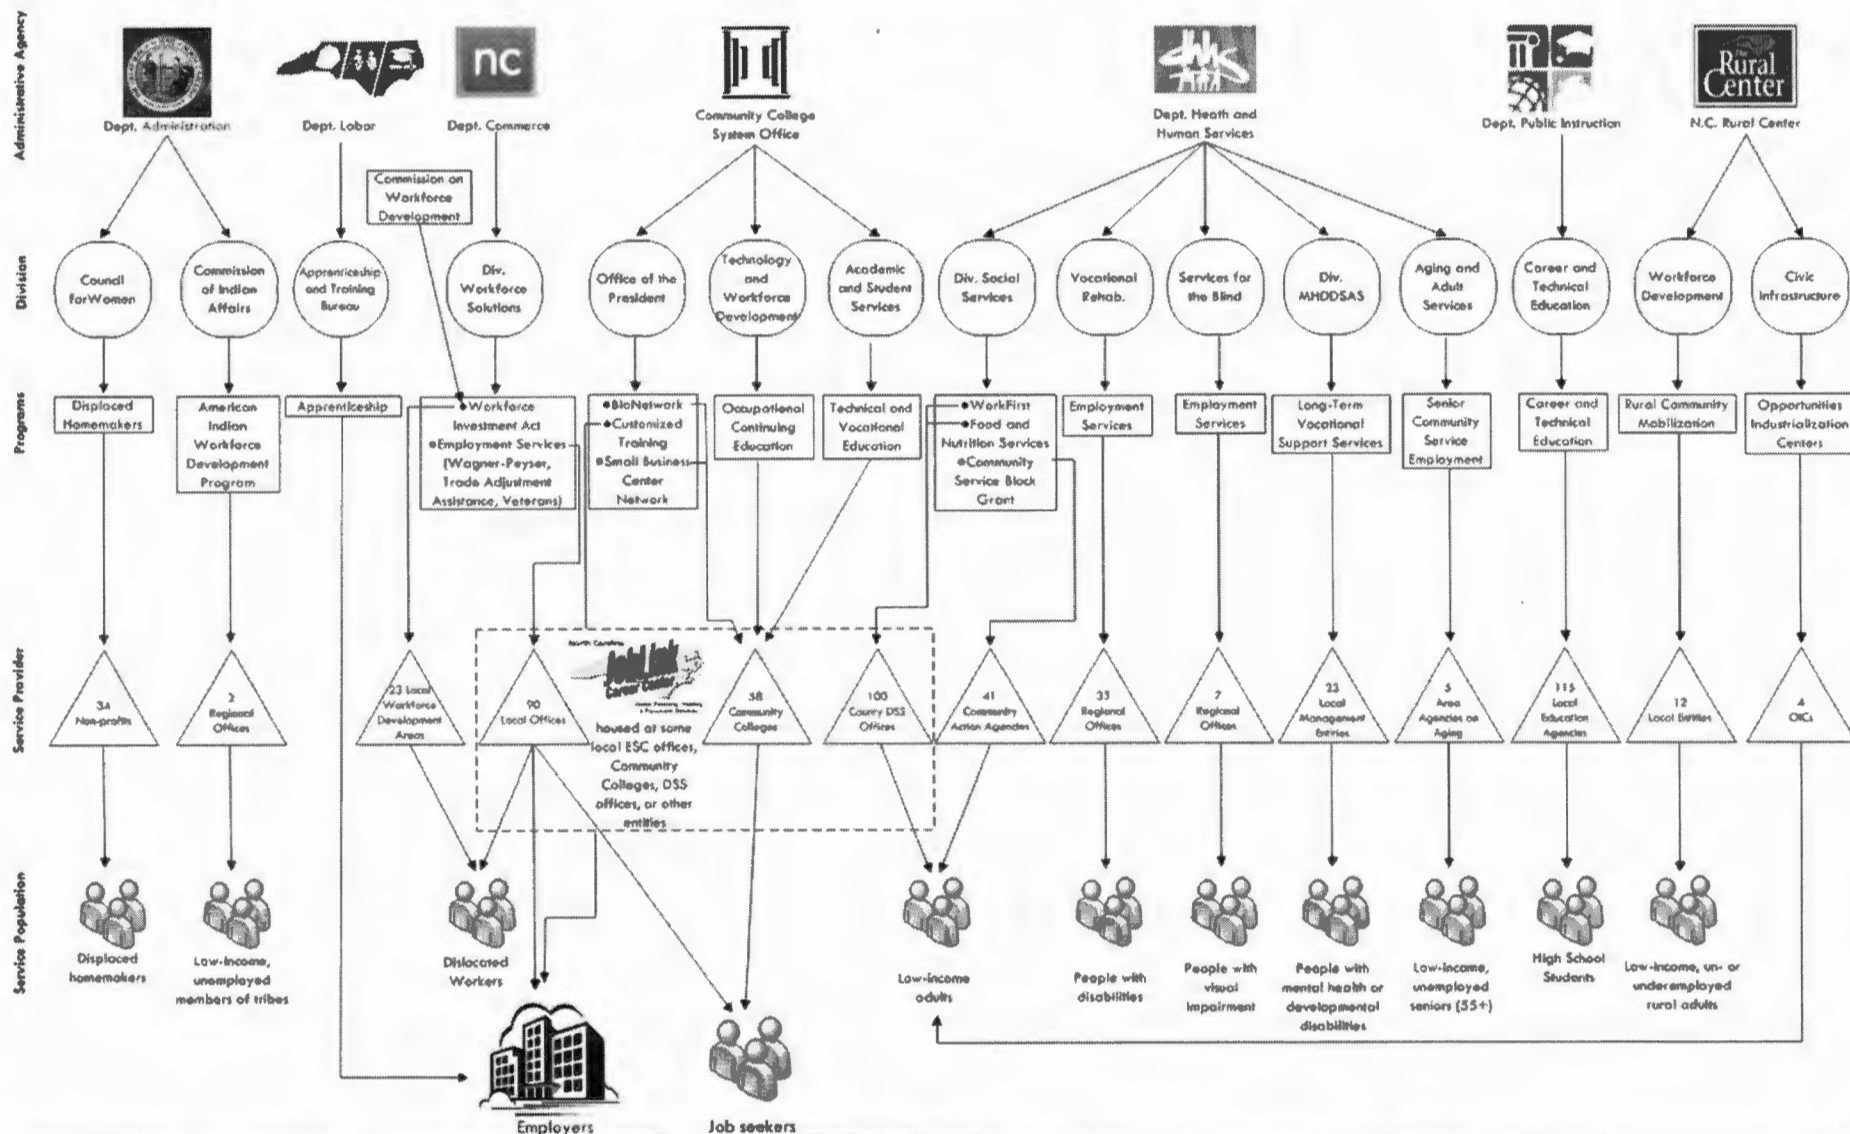 Administrative Agency
nc
The
Rural
Center
Dept. Administration
Dept. Labor
Dept. Commerce
Community College
System Office
Dept. Heath and
Human Services
Dept. Public Instruction
N.C. Rural Center
Commission on
Workforce
Development
Division
Council
for Women
Commission
of Indian
Affairs
Apprenticeship
and Training
Bureau
Div.
Workforce
Solutions
Office of the
President
Technology
and
Workforce
Development
Academic
and Student
Services
Div. Social
Services
Vocational
Rehab.
Services for
the Blind
Div.
MHDDSAS
Aging and
Adult
Services
Career and
Technical
Education
Workforce
Development
Civic
Infrastructure
Programs
Displaced
Homemakers
American
Indian
Workforce
Development
Program
Apprenticeship
•Workforce
Investment Act
•Employment Services
(Wagner-Peyser,
Trade Adjustment
Assistance, Veterans)
•BioNetwork
•Customized
Training
•Small Business
Center
Network
Occupational
Continuing
Education
Technical and
Vocational
Education
•WorkFirst
•Food and
Nutrition Services
•Community
Service Block
Grant
Employment
Services
Employment
Services
Long-Term
Vocational
Support Services
Senior
Community
Service
Employment
Career and
Technical
Education
Rural Community
Mobilization
Opportunities
Industrialization
Centers
Service Provider
34
Non-profits
2
Regional
Offices
23 Local
Workforce
Development
Areas
90
Local Offices
North Carolina
JobLink
Career Center
housed at some
local ESC offices,
Community
Colleges, DSS
offices, or other
entities
58
Community
Colleges
100
County DSS
Offices
41
Community
Action Agencies
35
Regional
Offices
7
Regional
Offices
23
Local
Management
Entities
5
Area
Agencies on
Aging
115
Local
Education
Agencies
12
Local Entities
4
OICs
Service Population
Displaced
homemakers
Low-Income,
unemployed
members of tribes
Dislocated
Workers
Low-income
adults
People with
disabilities
People with
visual
impairment
People with
mental health or
developmental
disabilities
Low-income,
unemployed
seniors (55+)
High School
Students
Low-income, un- or
underemployed
rural adults
Employers
Job seekers